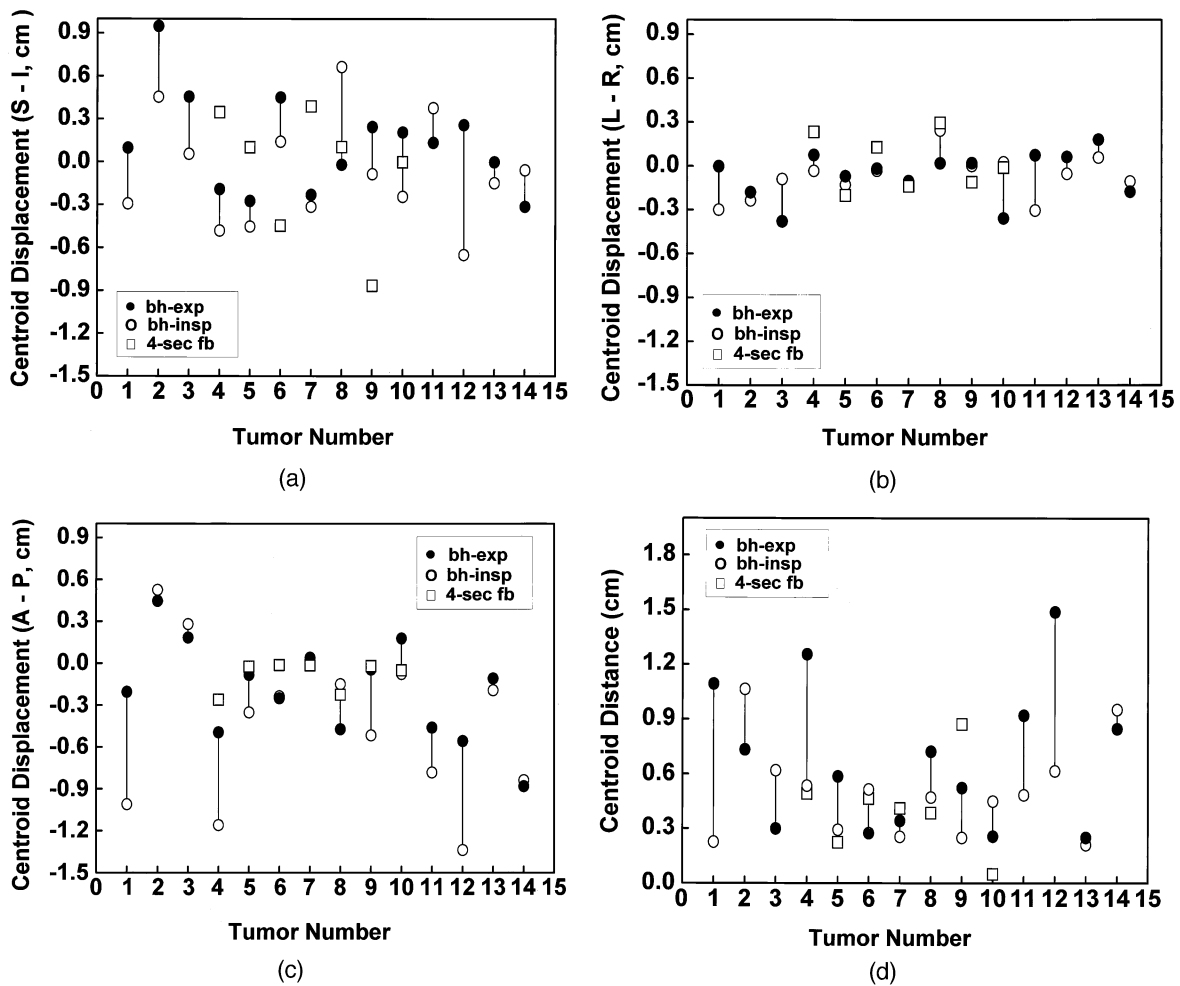 Centroid Displacement (S - I, cm)
0.9
0.6
0.3
0.0
-0.3
-0.6
-0.9
-1.2
-1.5
bh-exp
bh-insp
4-sec fb
0 1 2 3 4 5 6 7 8 9 10 11 12 13 14 15
Tumor Number
(a)
Centroid Displacement (L - R, cm)
0.9
0.6
0.3
0.0
-0.3
-0.6
-0.9
-1.2
-1.5
bh-exp
bh-insp
4-sec fb
0 1 2 3 4 5 6 7 8 9 10 11 12 13 14 15
Tumor Number
(b)
Centroid Displacement (A - P, cm)
0.9
0.6
0.3
0.0
-0.3
-0.6
-0.9
-1.2
-1.5
bh-exp
bh-insp
4-sec fb
0 1 2 3 4 5 6 7 8 9 10 11 12 13 14 15
Tumor Number
(c)
Centroid Distance (cm)
1.8
1.5
1.2
0.9
0.6
0.3
0.0
bh-exp
bh-insp
4-sec fb
0 1 2 3 4 5 6 7 8 9 10 11 12 13 14 15
Tumor Number
(d)